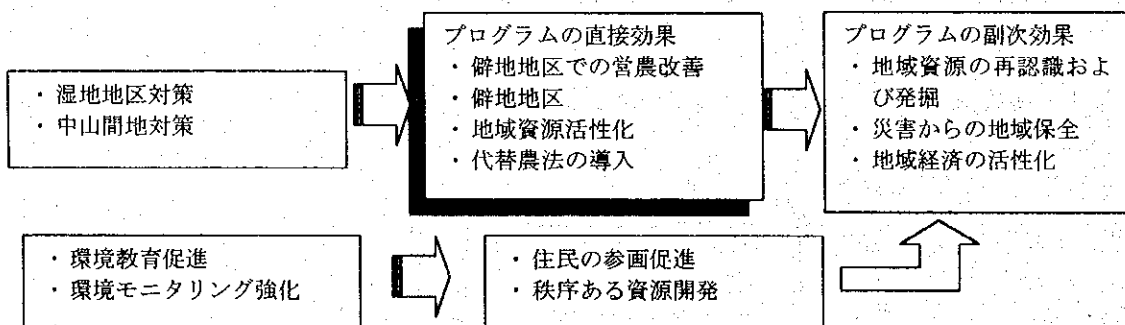 ・湿地地区対策
・中山間地対策
プログラムの直接効果
・僻地地区での営農改善
・僻地地区
・地域資源活性化
・代替農法の導入
プログラムの副次効果
・地域資源の再認識およ
び発掘
・災害からの地域保全
・地域経済の活性化
・環境教育促進
・環境モニタリング強化
・住民の参画促進
・秩序ある資源開発